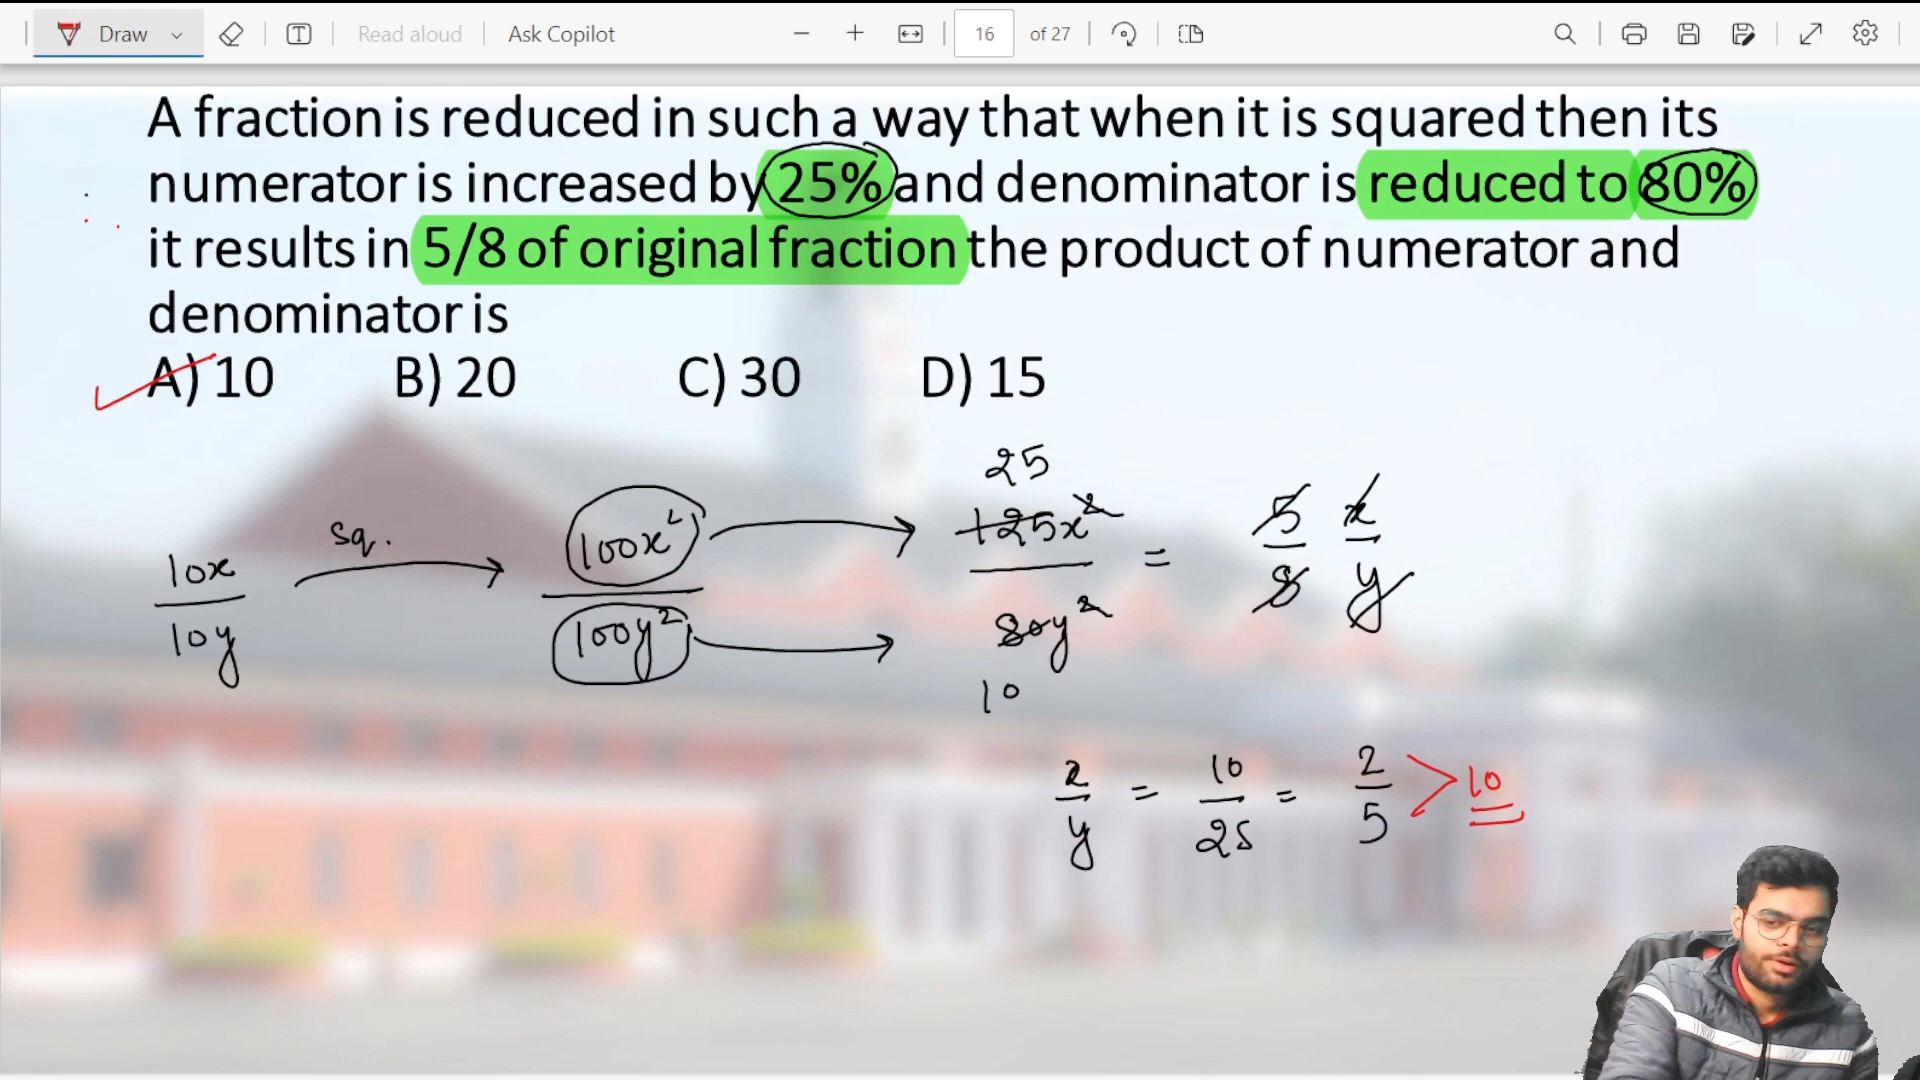 Draw
Read aloud
Ask Copilot
16 of 27
A fraction is reduced in such a way that when it is squared then its
numerator is increased by 25% and denominator is reduced to 80%
it results in 5/8 of original fraction the product of numerator and
denominator is
A) 10 B) 20 C) 30 D) 15
25
10x/10y sq. 100x²/100y² 125x²/80y² = 5/8 x/y
10
x/y = 10/25 = 2/5 10